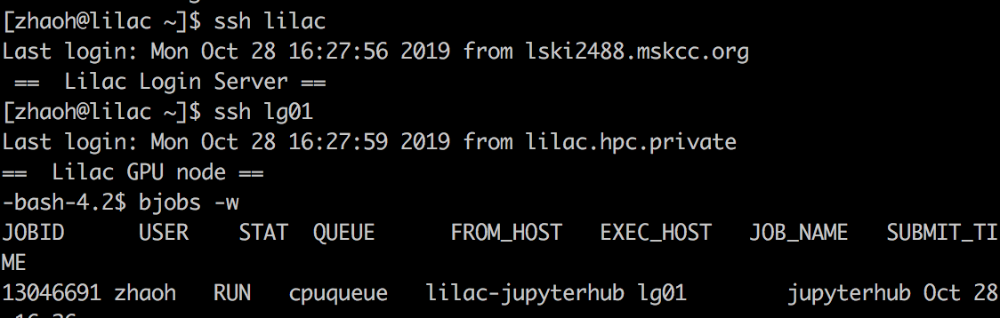 [zhaoh@lilac ~]$ ssh lilac
Last login: Mon Oct 28 16:27:56 2019 from lski2488.mskcc.org
 ==  Lilac Login Server ==
[zhaoh@lilac ~]$ ssh lg01
Last login: Mon Oct 28 16:27:59 2019 from lilac.hpc.private
==  Lilac GPU node ==
-bash-4.2$ bjobs -w
JOBID      USER    STAT  QUEUE      FROM_HOST   EXEC_HOST   JOB_NAME   SUBMIT_TI
ME
13046691 zhaoh   RUN   cpuqueue   lilac-jupyterhub lg01        jupyterhub Oct 28